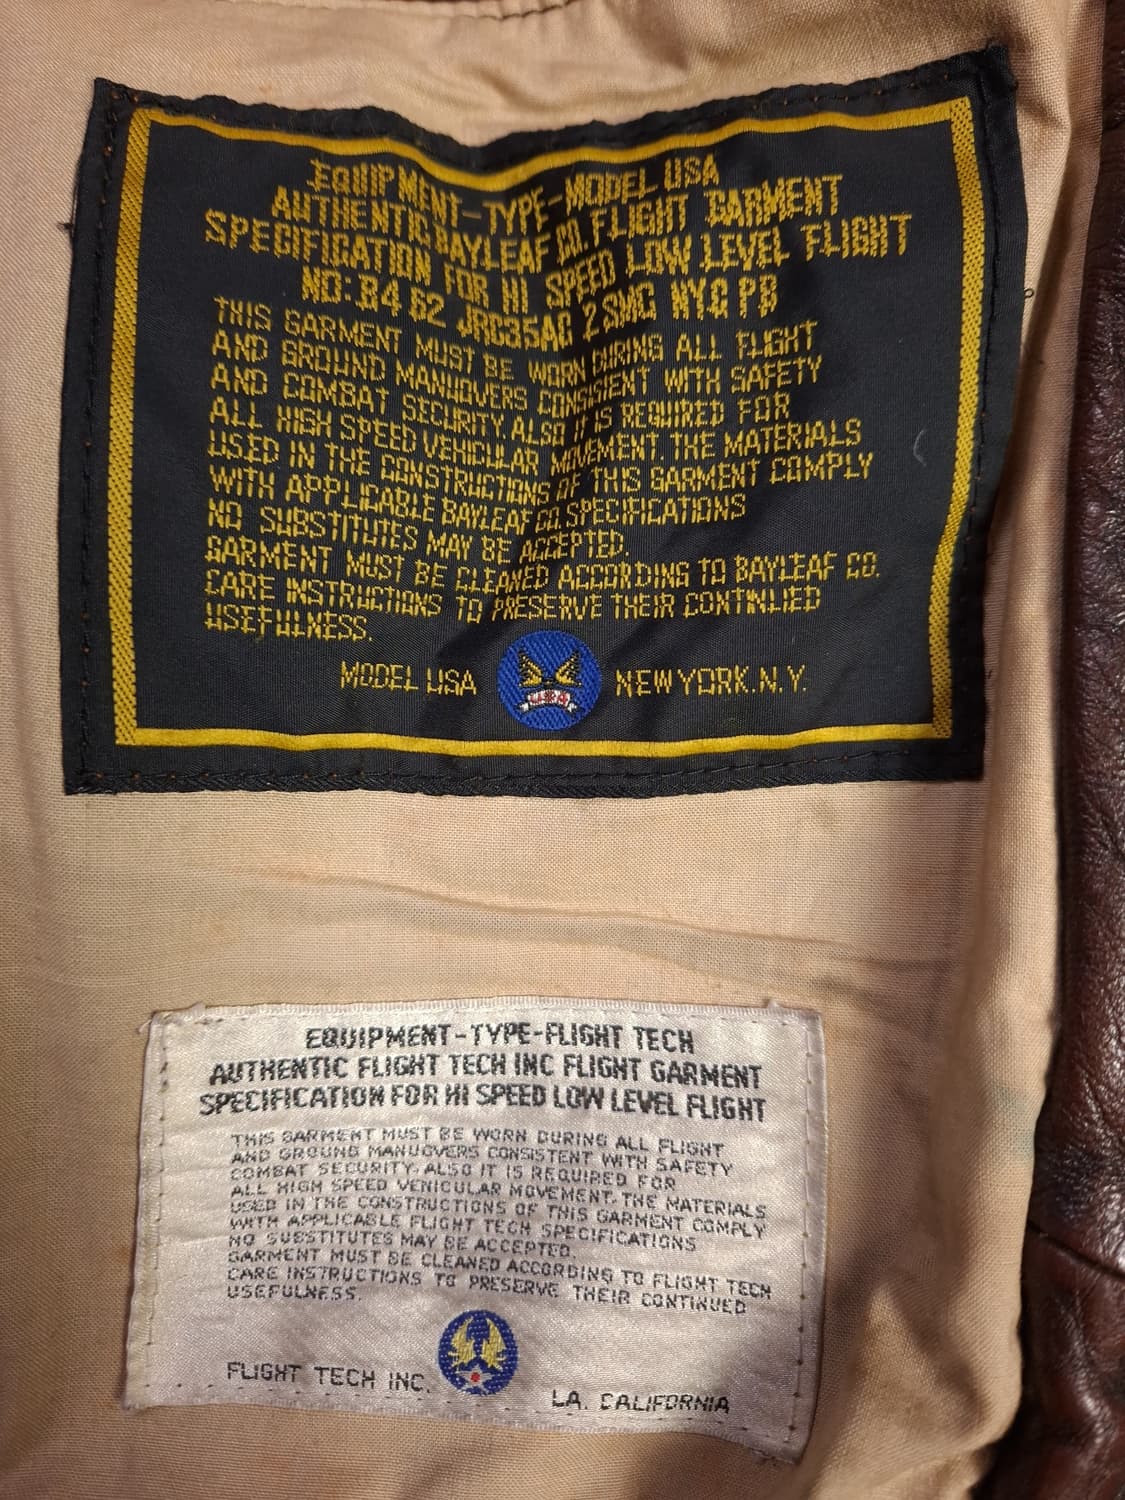 EQUIPMENT-TYPE-MODEL USA
AUTHENTIC BAYLEAF CO. FLIGHT GARMENT
SPECIFICATION FOR HI SPEED LOW LEVEL FLIGHT
NO: 84 62 JRC35AC 2 SMG NYC PB
THIS GARMENT MUST BE WORN DURING ALL FLIGHT
AND GROUND MANUOVERS CONSISIENT WITH SAFETY
AND COMBAT SECURITY. ALSO IT IS REQUIRED FOR
ALL HIGH SPEED VEHICULAR MOVEMENT. THE MATERIALS
USED IN THE CONSTRUCTIONS OF THIS GARMENT COMPLY
WITH APPLICABLE BAYLEAF CO. SPECIFICATIONS
NO SUBSTITUTES MAY BE ACCEPTED.
GARMENT MUST BE CLEANED ACCORDING TO BAYLEAF CO.
CARE INSTRUCTIONS TO PRESERVE THEIR CONTINUED
USEFULNESS.
MODEL USA NEW YORK. N.Y.
EQUIPMENT-TYPE-FLIGHT TECH
AUTHENTIC FLIGHT TECH INC FLIGHT GARMENT
SPECIFICATION FOR HI SPEED LOW LEVEL FLIGHT
THIS GARMENT MUST BE WORN DURING ALL FLIGHT
AND GROUND MANUOVERS CONSISTENT WITH SAFETY
COMBAT SECURITY. ALSO IT IS REQUIRED FOR
ALL HIGH SPEED VENICULAR MOVEMENT. THE MATERIALS
USED IN THE CONSTRUCTIONS OF THIS GARMENT COMPLY
WITH APPLICABLE FLIGHT TECH SPECIFICATIONS
NO SUBSTITUTES MAY BE ACCEPTED.
GARMENT MUST BE CLEANED ACCORDING TO FLIGHT TECH
CARE INSTRUCTIONS TO PRESERVE THEIR CONTINUED
USEFULNESS.
FLIGHT TECH INC. LA. CALIFORNIA